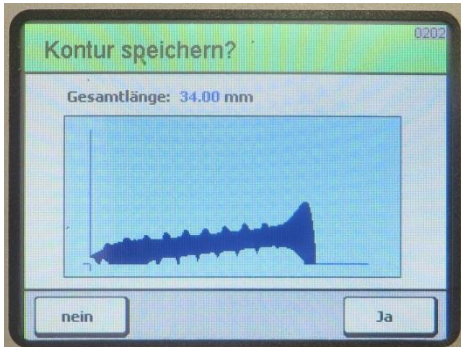 0202
Kontur speichern?
Gesamtlänge: 34.00 mm
nein
Ja